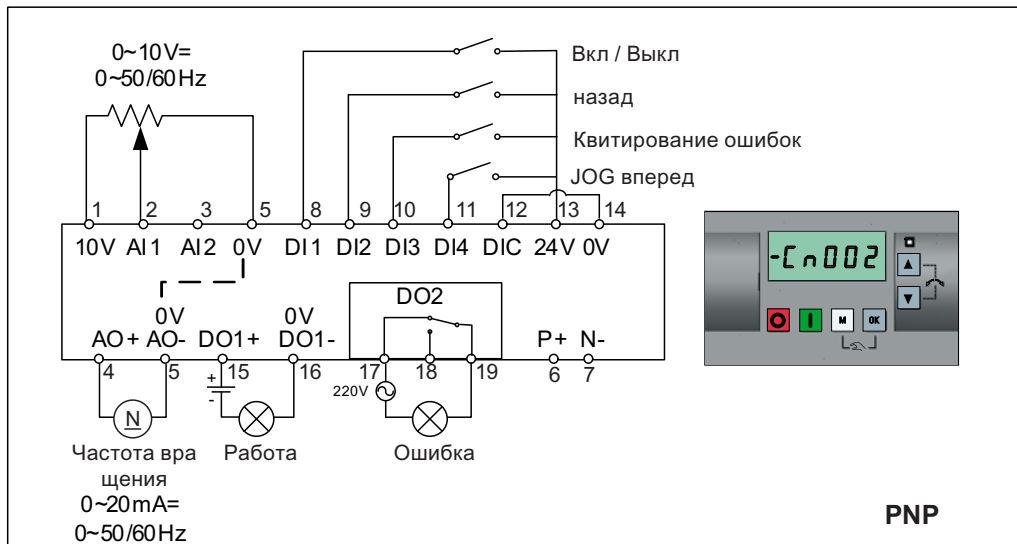 0~10V=
0~50/60Hz
Вкл / Выкл
назад
Квитирование ошибок
JOG вперед
1 2 3 5 8 9 10 11 12 13 14
10V AI1 AI2 0V DI1 DI2 DI3 DI4 DIC 24V 0V
-Cn002
M OK
DO2
0V 0V
AO+ AO- DO1+ DO1- P+ N-
4 5 15 16 17 18 19 6 7
+
-
220V
N
Частота вра
щения
Работа
Ошибка
0~20mA=
0~50/60Hz
PNP